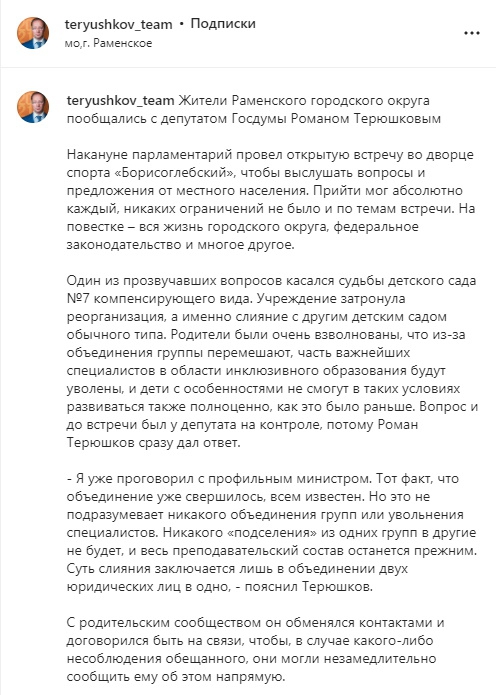 teryushkov_team • Подписки
мо,г. Раменское
teryushkov_team Жители Раменского городского округа
пообщались с депутатом Госдумы Романом Терюшковым
Накануне парламентарий провел открытую встречу во дворце
спорта «Борисоглебский», чтобы выслушать вопросы и
предложения от местного населения. Прийти мог абсолютно
каждый, никаких ограничений не было и по темам встречи. На
повестке – вся жизнь городского округа, федеральное
законодательство и многое другое.
Один из прозвучавших вопросов касался судьбы детского сада
№7 компенсирующего вида. Учреждение затронула
реорганизация, а именно слияние с другим детским садом
обычного типа. Родители были очень взволнованы, что из-за
объединения группы перемешают, часть важнейших
специалистов в области инклюзивного образования будут
уволены, и дети с особенностями не смогут в таких условиях
развиваться также полноценно, как это было раньше. Вопрос и
до встречи был у депутата на контроле, потому Роман
Терюшков сразу дал ответ.
- Я уже проговорил с профильным министром. Тот факт, что
объединение уже свершилось, всем известен. Но это не
подразумевает никакого объединения групп или увольнения
специалистов. Никакого «подселения» из одних групп в другие
не будет, и весь преподавательский состав останется прежним.
Суть слияния заключается лишь в объединении двух
юридических лиц в одно, - пояснил Терюшков.
С родительским сообществом он обменялся контактами и
договорился быть на связи, чтобы, в случае какого-либо
несоблюдения обещанного, они могли незамедлительно
сообщить ему об этом напрямую.